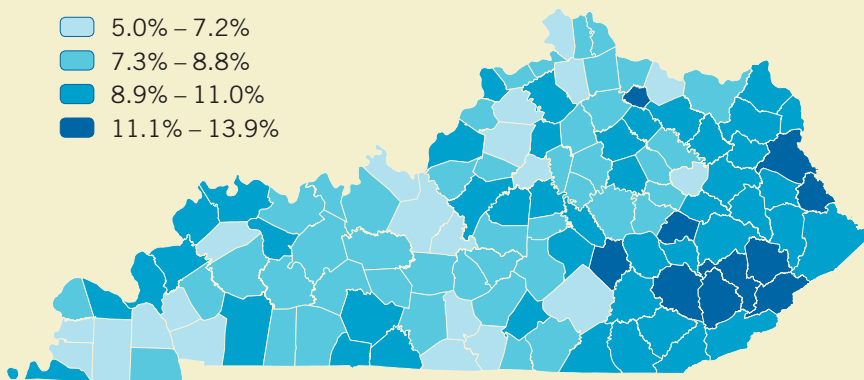 5.0% – 7.2%
7.3% – 8.8%
8.9% – 11.0%
11.1% – 13.9%